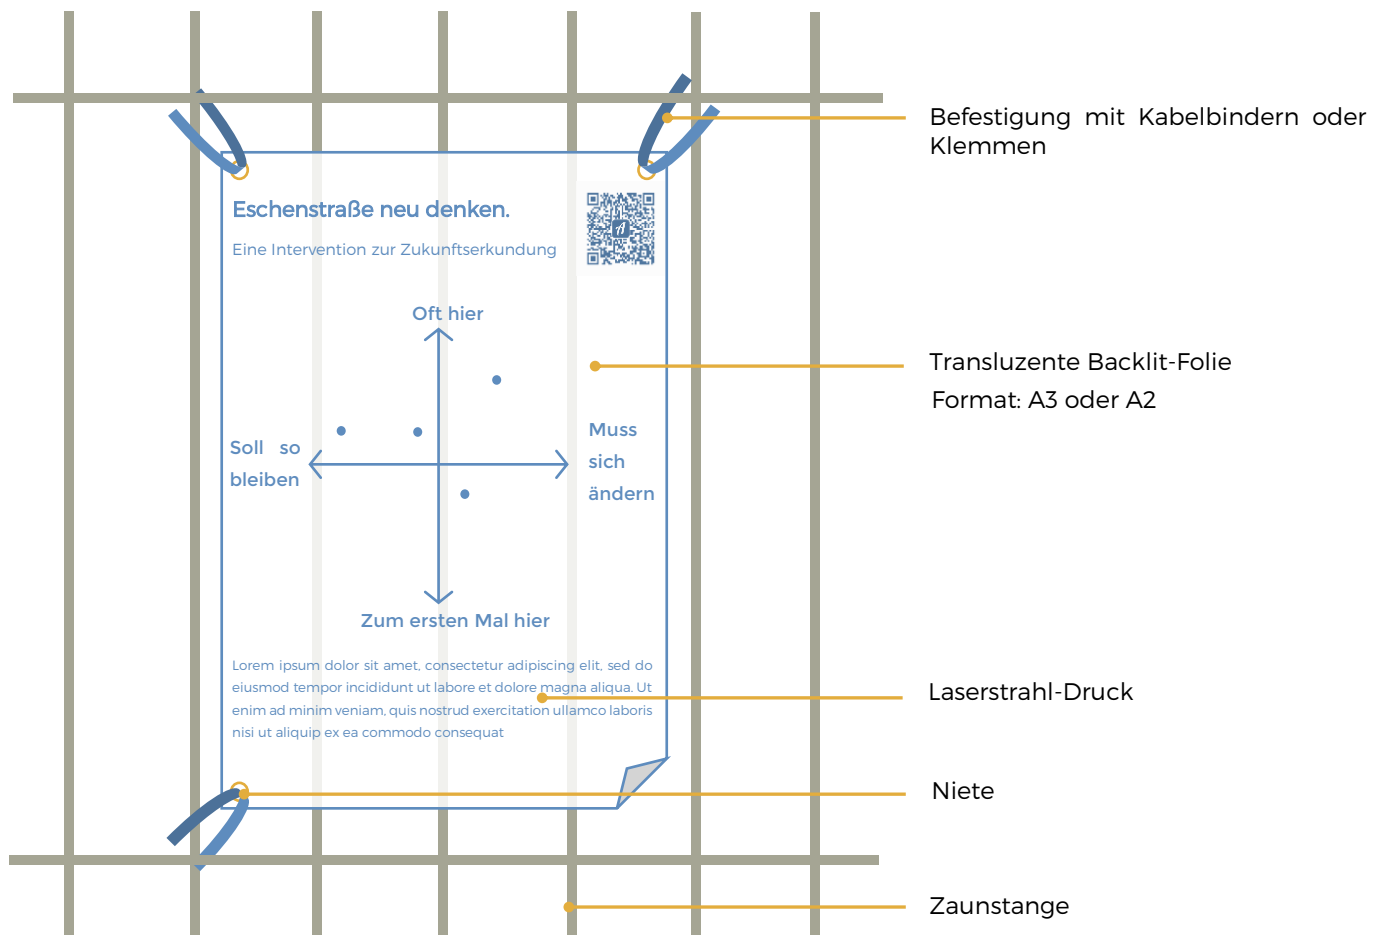 Befestigung mit Kabelbindern oder
Klemmen
Eschenstraße neu denken.
Eine Intervention zur Zukunftserkundung
Oft hier
Transluzente Backlit-Folie
Format: A3 oder A2
Soll so
bleiben
Muss
sich
ändern
Zum ersten Mal hier
Lorem ipsum dolor sit amet, consectetur adipiscing elit, sed do
eiusmod tempor incididunt ut labore et dolore magna aliqua. Ut
enim ad minim veniam, quis nostrud exercitation ullamco laboris
nisi ut aliquip ex ea commodo consequat
Laserstrahl-Druck
Niete
Zaunstange